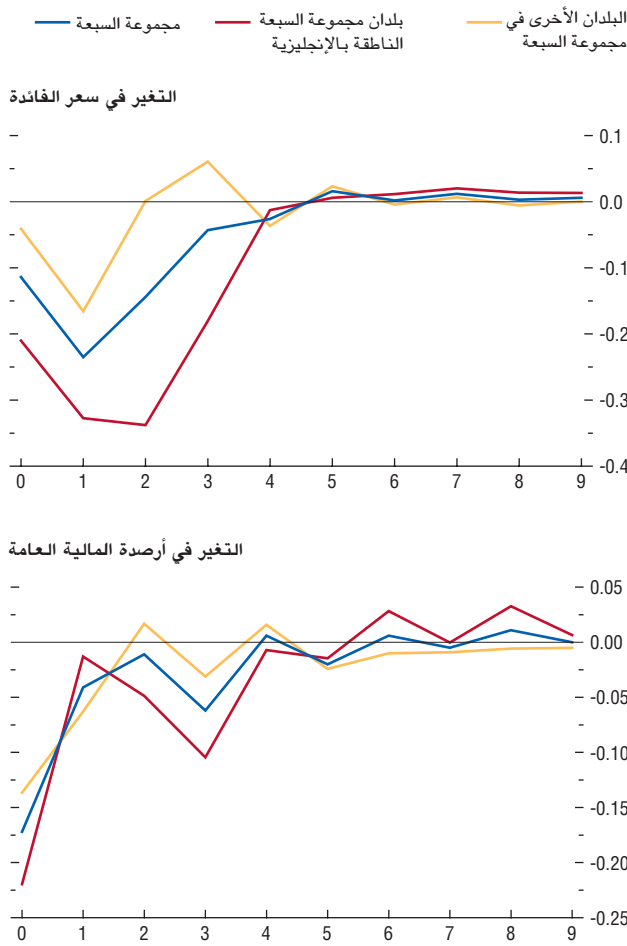 البلدان الأخرى في
مجموعة السبعة
بلدان مجموعة السبعة
الناطقة بالإنجليزية
مجموعة السبعة
التغير في سعر الفائدة
0.1
0.0
-0.1
-0.2
-0.3
-0.4
0 1 2 3 4 5 6 7 8 9
التغير في أرصدة المالية العامة
0.05
0.00
-0.05
-0.10
-0.15
-0.20
-0.25
0 1 2 3 4 5 6 7 8 9